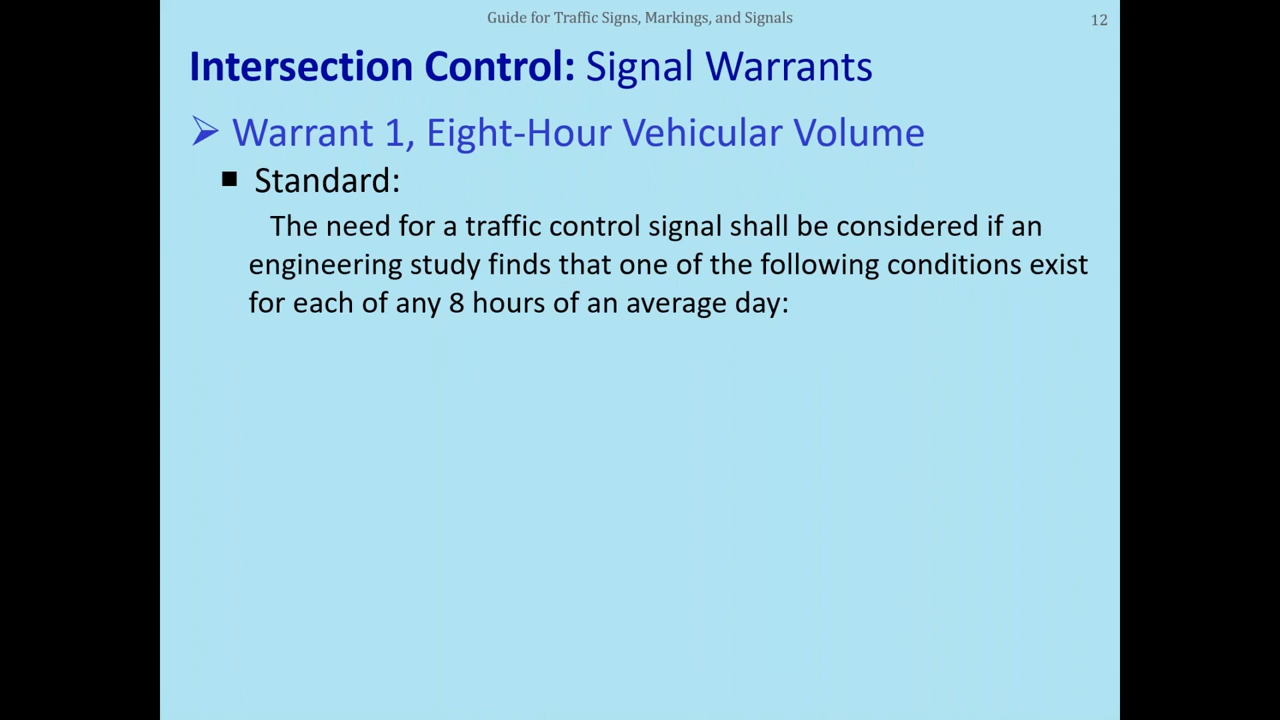 Guide for Traffic Signs, Markings, and Signals
12
Intersection Control: Signal Warrants
➢ Warrant 1, Eight-Hour Vehicular Volume
▪ Standard:
The need for a traffic control signal shall be considered if an
engineering study finds that one of the following conditions exist
for each of any 8 hours of an average day: